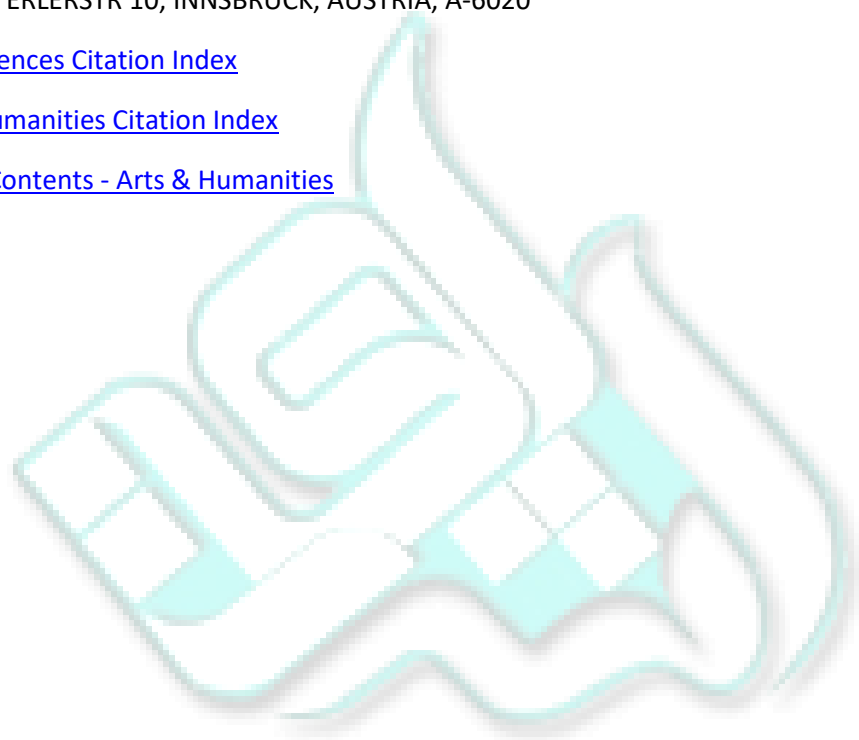 ERLERSTR 10, INNSBRUCK, AUSTRIA, A-6020
ences Citation Index
umanities Citation Index
Contents - Arts & Humanities